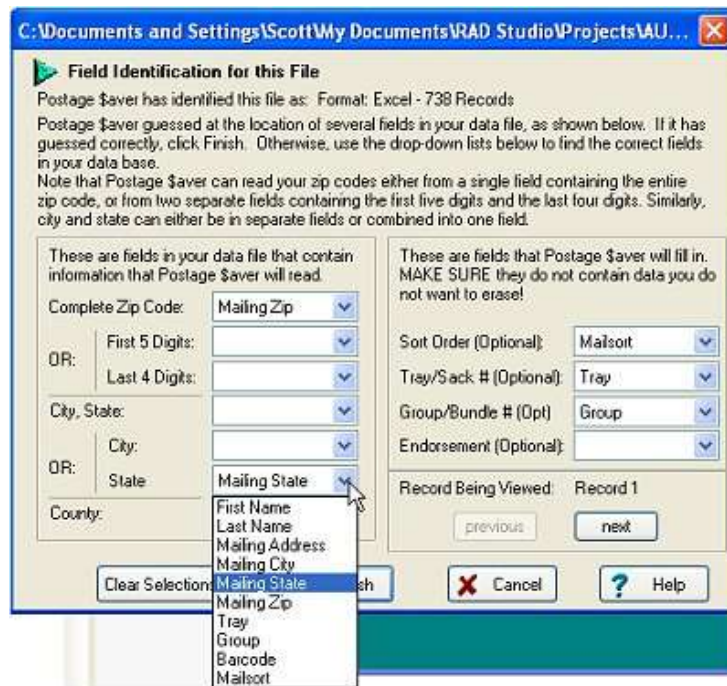 C:\Documents and Settings\Scott\My Documents\RAD Studio\Projects\AU...
Field Identification for this File
Postage $aver has identified this file as: Format: Excel - 738 Records
Postage $aver guessed at the location of several fields in your data file, as shown below. If it has
guessed correctly, click Finish. Otherwise, use the drop-down lists below to find the correct fields
in your data base.
Note that Postage $aver can read your zip codes either from a single field containing the entire
zip code, or from two separate fields containing the first five digits and the last four digits. Similarly,
city and state can either be in separate fields or combined into one field.
These are fields in your data file that contain
information that Postage $aver will read.
Complete Zip Code: Mailing Zip
OR:
First 5 Digits:
Last 4 Digits:
City, State:
OR:
City:
State Mailing State
County:
First Name
Last Name
Mailing Address
Mailing City
Mailing State
Mailing Zip
Tray
Group
Barcode
Mailsort
These are fields that Postage $aver will fill in.
MAKE SURE they do not contain data you do
not want to erase!
Sort Order (Optional): Mailsort
Tray/Sack # (Optional): Tray
Group/Bundle # (Opt) Group
Endorsement (Optional):
Record Being Viewed: Record 1
previous next
Clear Selection sh Cancel Help